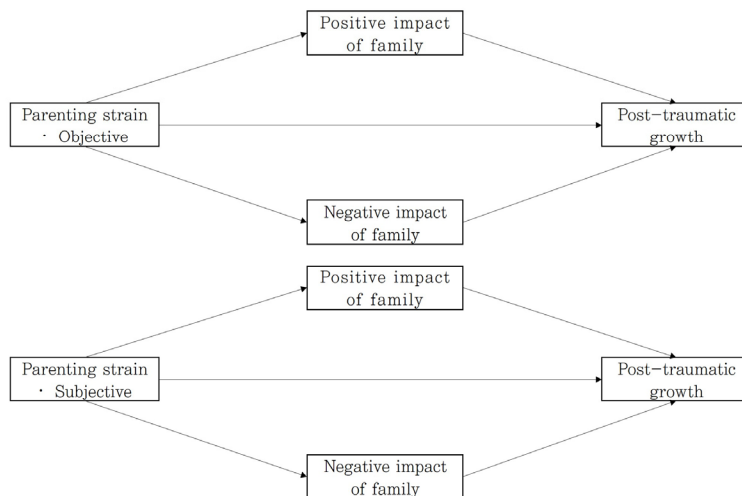 Positive impact
of family
Parenting strain
· Objective
Post-traumatic
growth
Negative impact
of family
Positive impact
of family
Parenting strain
· Subjective
Post-traumatic
growth
Negative impact
of family